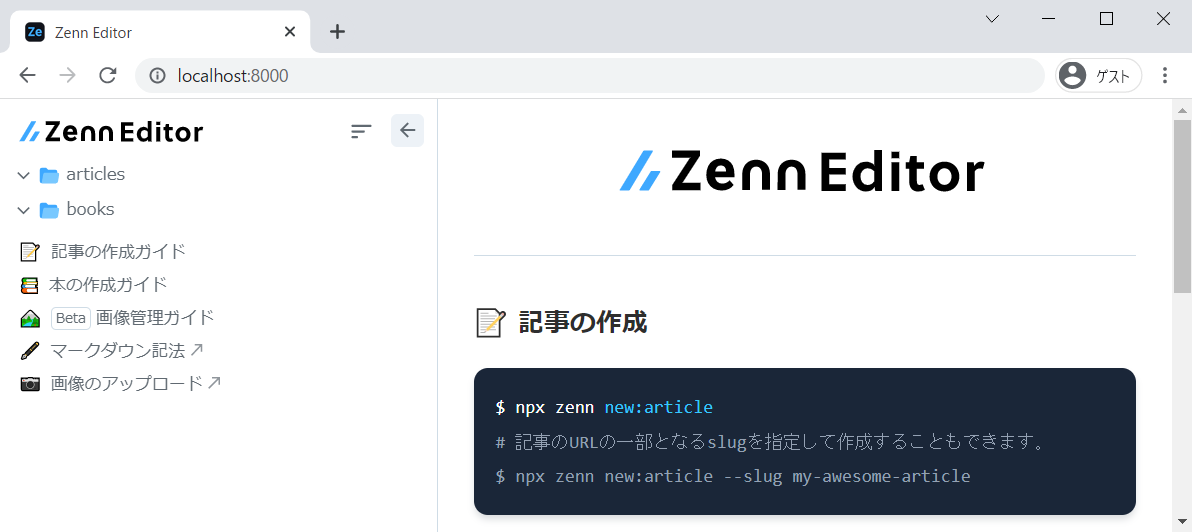 Ze Zenn Editor
localhost:8000
ゲスト
Zenn Editor
articles
books
記事の作成ガイド
本の作成ガイド
Beta 画像管理ガイド
マークダウン記法
画像のアップロード
Zenn Editor
記事の作成
$ npx zenn new:article
# 記事のURLの一部となるslugを指定して作成することもできます。
$ npx zenn new:article --slug my-awesome-article